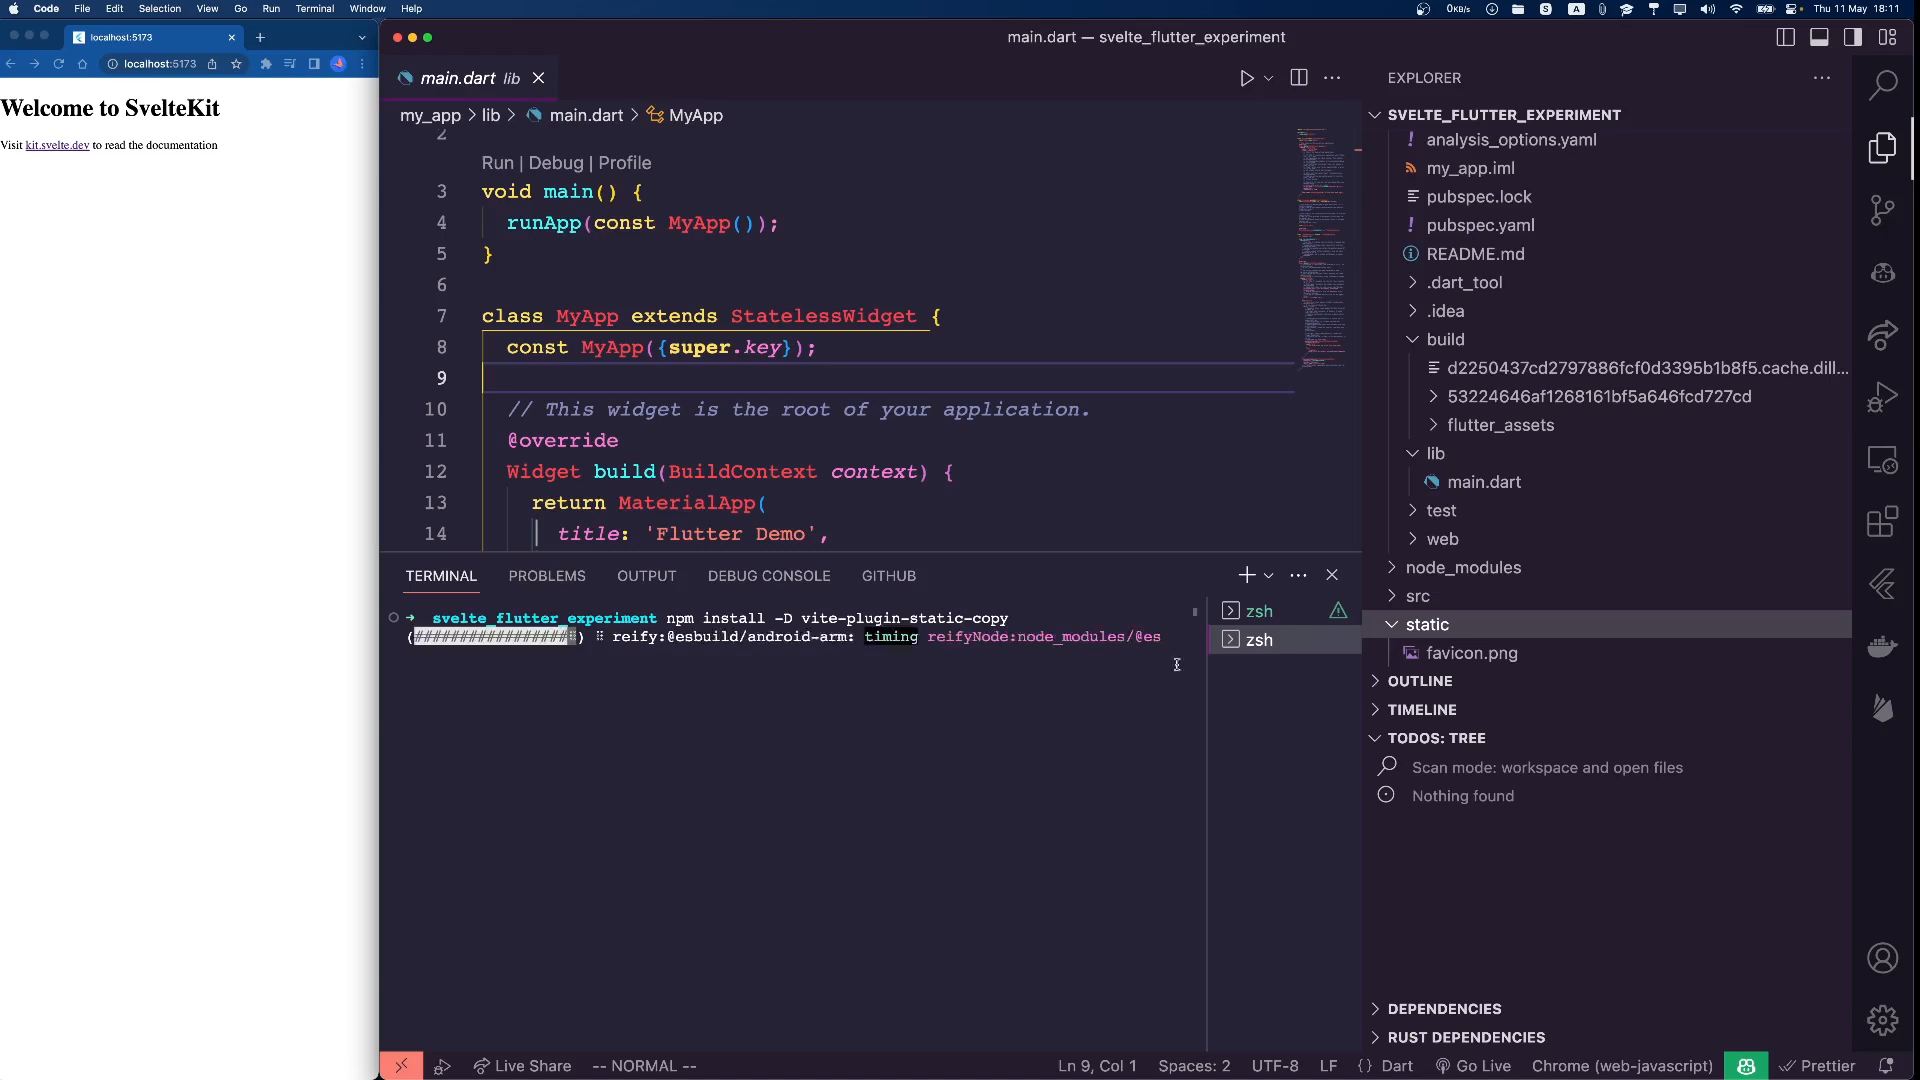 Code File Edit Selection View Go Run Terminal Window Help
0KB/s
A
Thu 11 May 18:11
localhost:5173
localhost:5173
Welcome to SvelteKit
Visit kit.svelte.dev to read the documentation
main.dart — svelte_flutter_experiment
main.dart lib
my_app > lib > main.dart > MyApp
2
Run | Debug | Profile
3 void main() {
4 runApp(const MyApp());
5 }
6
7 class MyApp extends StatelessWidget {
8 const MyApp({super.key});
9
10 // This widget is the root of your application.
11 @override
12 Widget build(BuildContext context) {
13 return MaterialApp(
14 title: 'Flutter Demo',
TERMINAL PROBLEMS OUTPUT DEBUG CONSOLE GITHUB
svelte_flutter_experiment npm install -D vite-plugin-static-copy
(#################⠿) ⠿ reify:@esbuild/android-arm: timing reifyNode:node_modules/@es
zsh
zsh
EXPLORER
SVELTE_FLUTTER_EXPERIMENT
! analysis_options.yaml
my_app.iml
pubspec.lock
! pubspec.yaml
README.md
.dart_tool
.idea
build
d2250437cd2797886fcf0d3395b1b8f5.cache.dill...
53224646af1268161bf5a646fcd727cd
flutter_assets
lib
main.dart
test
web
node_modules
src
static
favicon.png
OUTLINE
TIMELINE
TODOS: TREE
Scan mode: workspace and open files
Nothing found
DEPENDENCIES
RUST DEPENDENCIES
Live Share -- NORMAL -- Ln 9, Col 1 Spaces: 2 UTF-8 LF {} Dart Go Live Chrome (web-javascript) Prettier